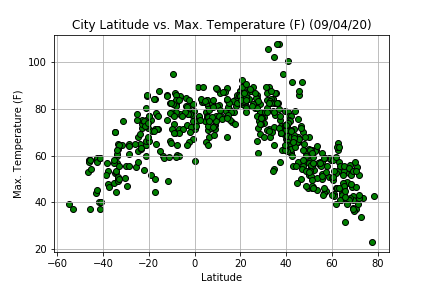 City Latitude vs. Max. Temperature (F) (09/04/20)
100
80
60
40
20
Max. Temperature (F)
−60 −40 −20 0 20 40 60 80
Latitude